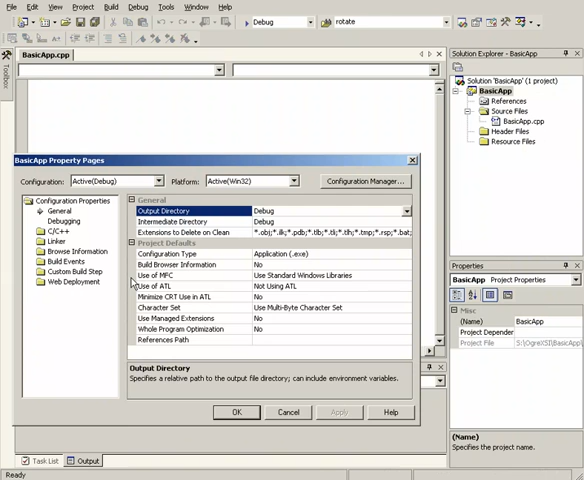 File Edit View Project Build Debug Tools Window Help
Debug
rotate
Toolbox
BasicApp.cpp
Solution Explorer - BasicApp
Solution 'BasicApp' (1 project)
BasicApp
References
Source Files
BasicApp.cpp
Header Files
Resource Files
BasicApp Property Pages
Configuration: Active(Debug) Platform: Active(Win32) Configuration Manager...
Configuration Properties
General
Debugging
C/C++
Linker
Browse Information
Build Events
Custom Build Step
Web Deployment
General
Output Directory Debug
Intermediate Directory Debug
Extensions to Delete on Clean *.obj;*.ilk;*.pdb;*.tlb;*.tli;*.tlh;*.tmp;*.rsp;*.bat;
Project Defaults
Configuration Type Application (.exe)
Build Browser Information No
Use of MFC Use Standard Windows Libraries
Use of ATL Not Using ATL
Minimize CRT Use in ATL No
Character Set Use Multi-Byte Character Set
Use Managed Extensions No
Whole Program Optimization No
References Path
Output Directory
Specifies a relative path to the output file directory; can include environment variables.
OK Cancel Apply Help
Properties
BasicApp Project Properties
Misc
(Name) BasicApp
Project Dependen
Project File S:\OgreXSI\BasicApp\
(Name)
Specifies the project name.
Task List Output
Ready